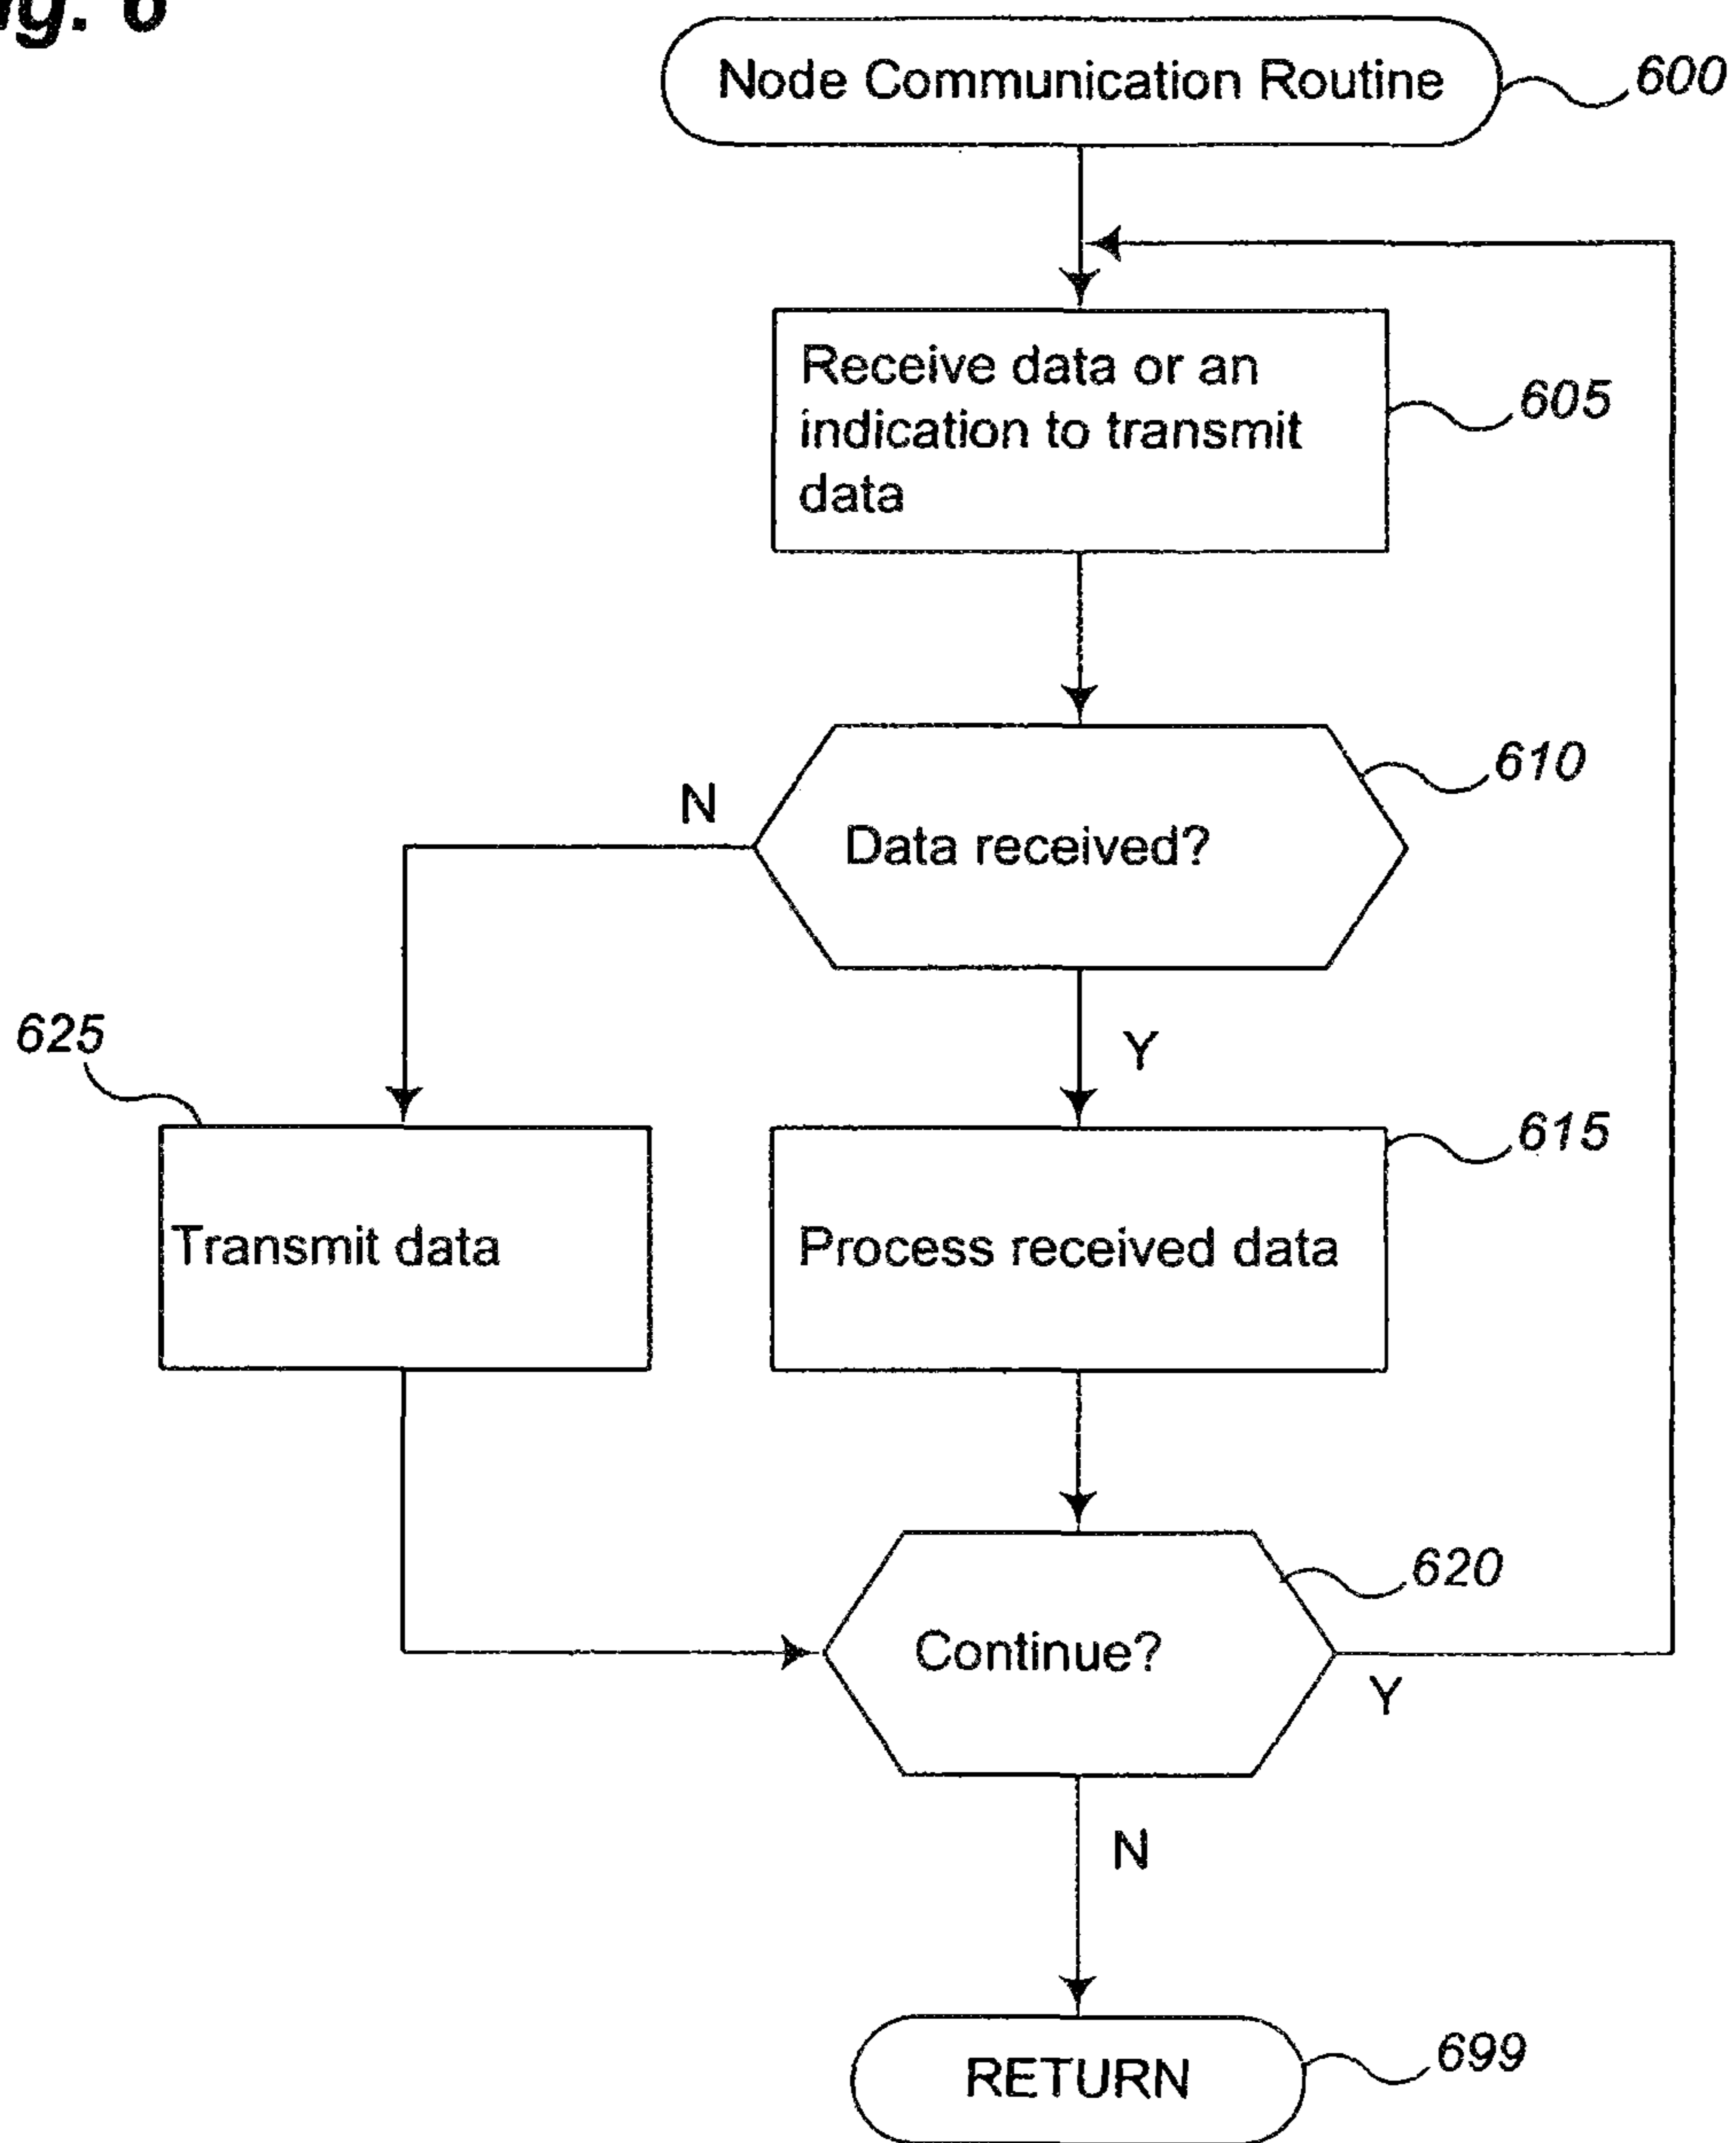 6
Node Communication Routine
600
Receive data or an
indication to transmit
data
605
610
N
Data received?
625
Y
615
Transmit data
Process received data
620
Continue?
Y
N
RETURN
699